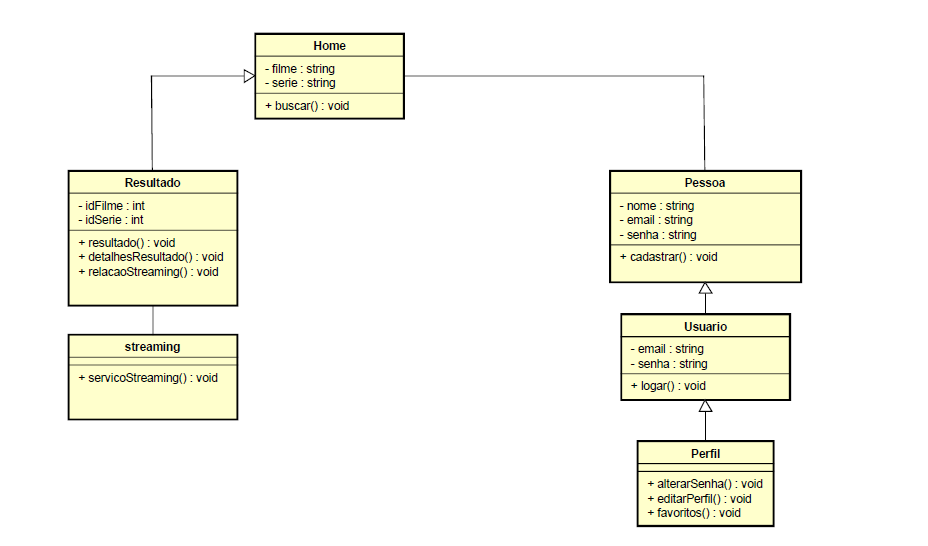 Home
- filme : string
- serie : string
+ buscar() : void
Resultado
- idFilme : int
- idSerie : int
+ resultado() : void
+ detalhesResultado() : void
+ relacaoStreaming() : void
streaming
+ servicoStreaming() : void
Pessoa
- nome : string
- email : string
- senha : string
+ cadastrar() : void
Usuario
- email : string
- senha : string
+ logar() : void
Perfil
+ alterarSenha() : void
+ editarPerfil() : void
+ favoritos() : void